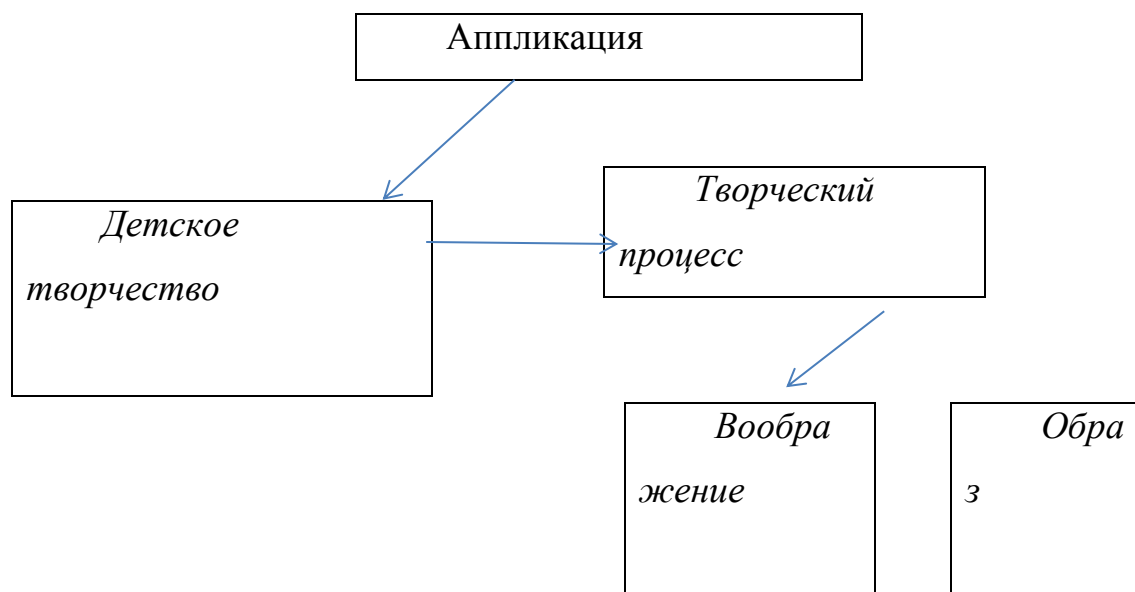 Аппликация
Детское
творчество
Творческий
процесс
Вообра
жение
Обра
з